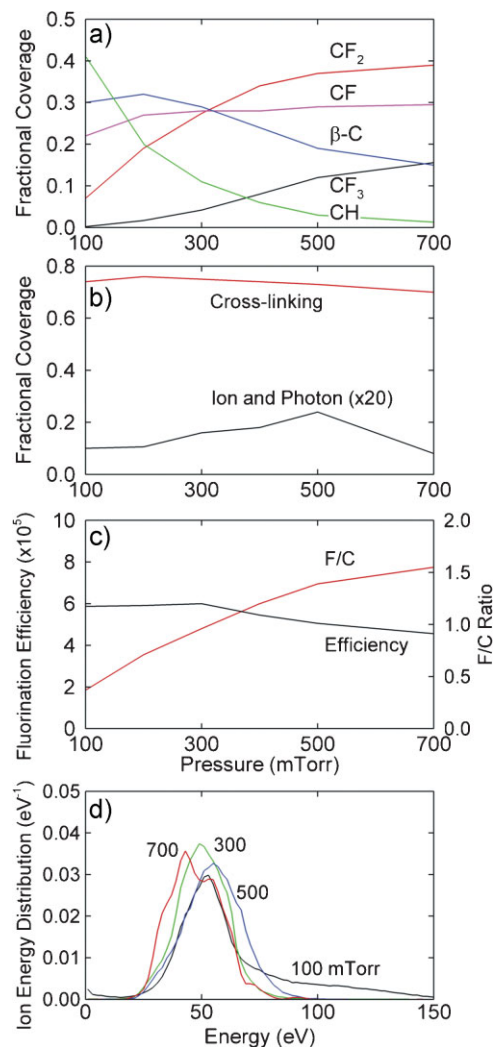 a)
Fractional Coverage
0.5
0.4
0.3
0.2
0.1
0.0
CF2
CF
β-C
CF3
CH
100
300
500
700
b)
Fractional Coverage
0.8
0.6
0.4
0.2
0.0
Cross-linking
Ion and Photon (x20)
100
300
500
700
c)
Fluorination Efficiency (x10^5)
10
8
6
4
2
0
F/C
Efficiency
2.0
1.5
1.0
0.5
0.0
F/C Ratio
100
300
500
700
Pressure (mTorr)
d)
Ion Energy Distribution (eV^-1)
0.05
0.04
0.03
0.02
0.01
0.00
700
300
500
100 mTorr
0
50
100
150
Energy (eV)